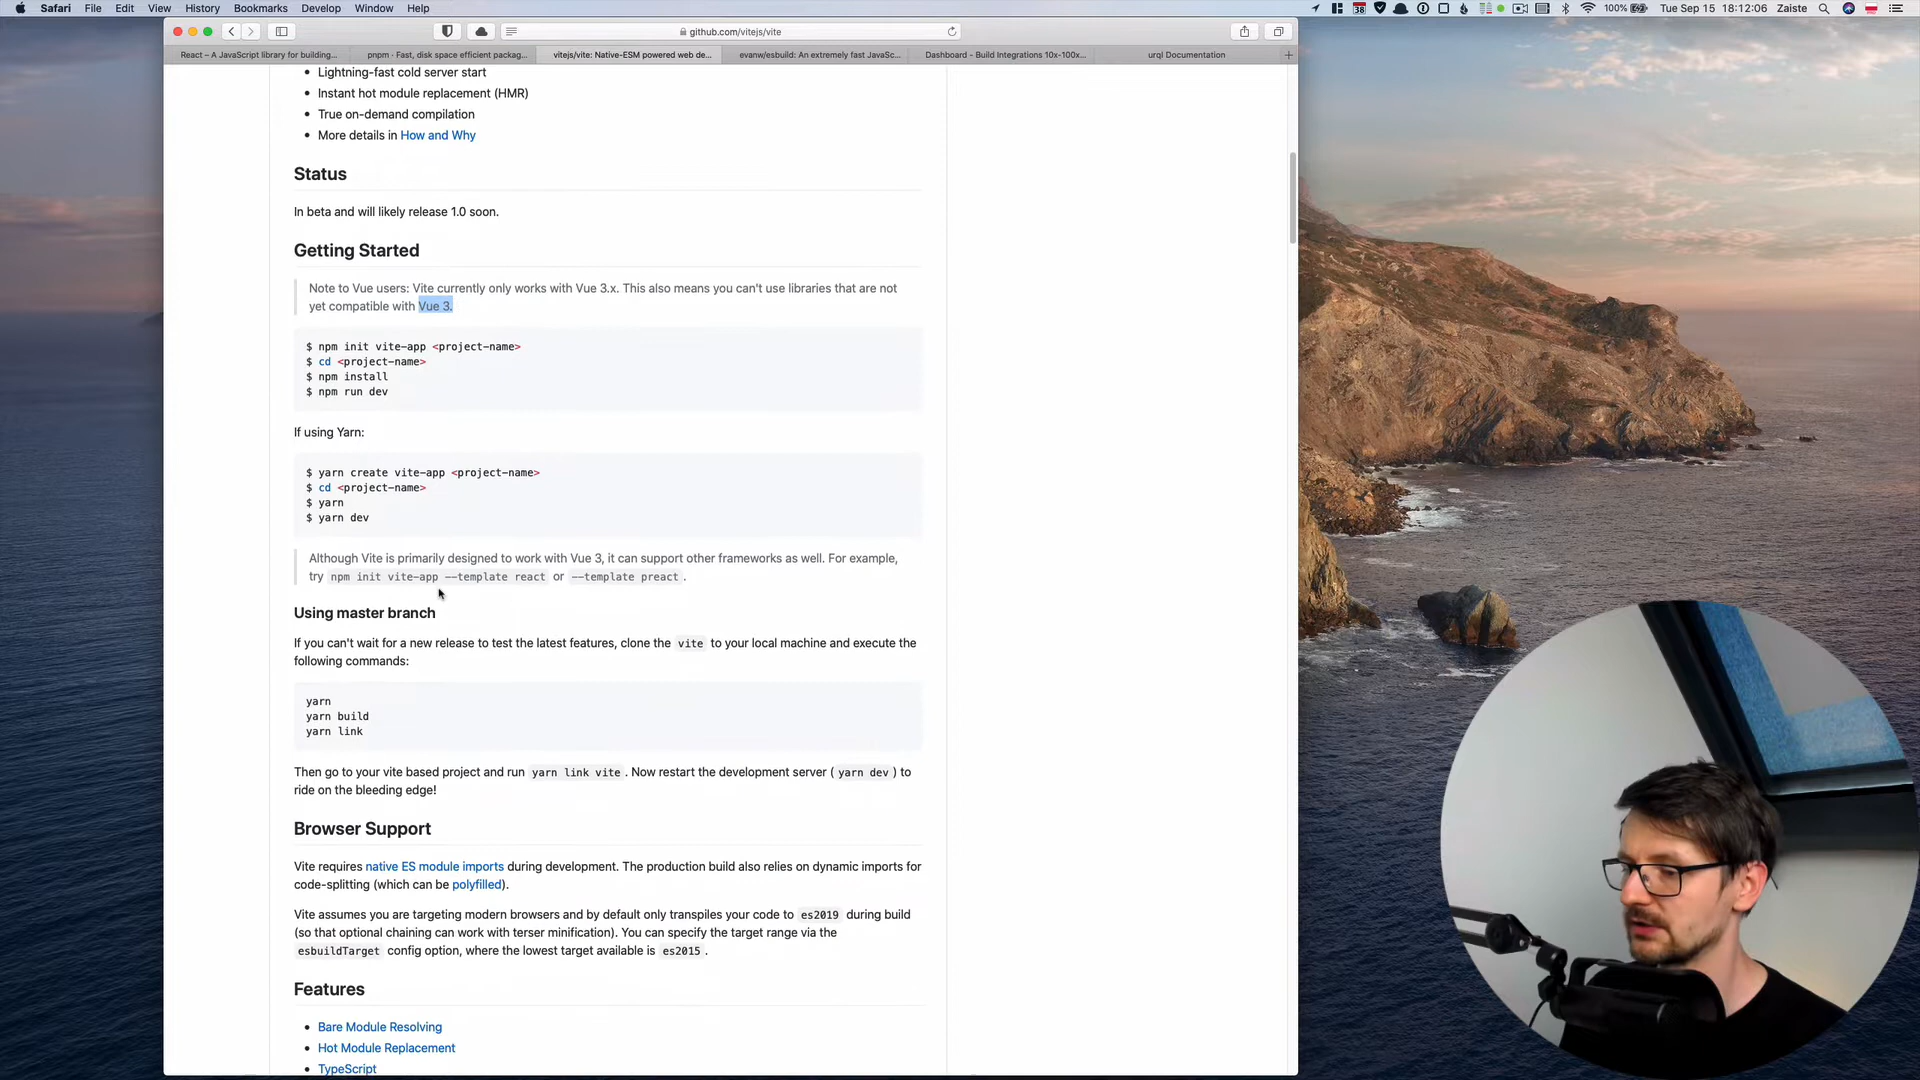 Safari File Edit View History Bookmarks Develop Window Help
38 100% Tue Sep 15 18:12:06 Zaiste
github.com/vitejs/vite
React – A JavaScript library for building... pnpm · Fast, disk space efficient packag... vitejs/vite: Native-ESM powered web de... evanw/esbuild: An extremely fast JavaSc... Dashboard - Build Integrations 10x-100x... urql Documentation
• Lightning-fast cold server start
• Instant hot module replacement (HMR)
• True on-demand compilation
• More details in How and Why
Status
In beta and will likely release 1.0 soon.
Getting Started
Note to Vue users: Vite currently only works with Vue 3.x. This also means you can't use libraries that are not
yet compatible with Vue 3.
$ npm init vite-app <project-name>
$ cd <project-name>
$ npm install
$ npm run dev
If using Yarn:
$ yarn create vite-app <project-name>
$ cd <project-name>
$ yarn
$ yarn dev
Although Vite is primarily designed to work with Vue 3, it can support other frameworks as well. For example,
try npm init vite-app --template react or --template preact.
Using master branch
If you can't wait for a new release to test the latest features, clone the vite to your local machine and execute the
following commands:
yarn
yarn build
yarn link
Then go to your vite based project and run yarn link vite. Now restart the development server (yarn dev) to
ride on the bleeding edge!
Browser Support
Vite requires native ES module imports during development. The production build also relies on dynamic imports for
code-splitting (which can be polyfilled).
Vite assumes you are targeting modern browsers and by default only transpiles your code to es2019 during build
(so that optional chaining can work with terser minification). You can specify the target range via the
esbuildTarget config option, where the lowest target available is es2015.
Features
• Bare Module Resolving
• Hot Module Replacement
• TypeScript